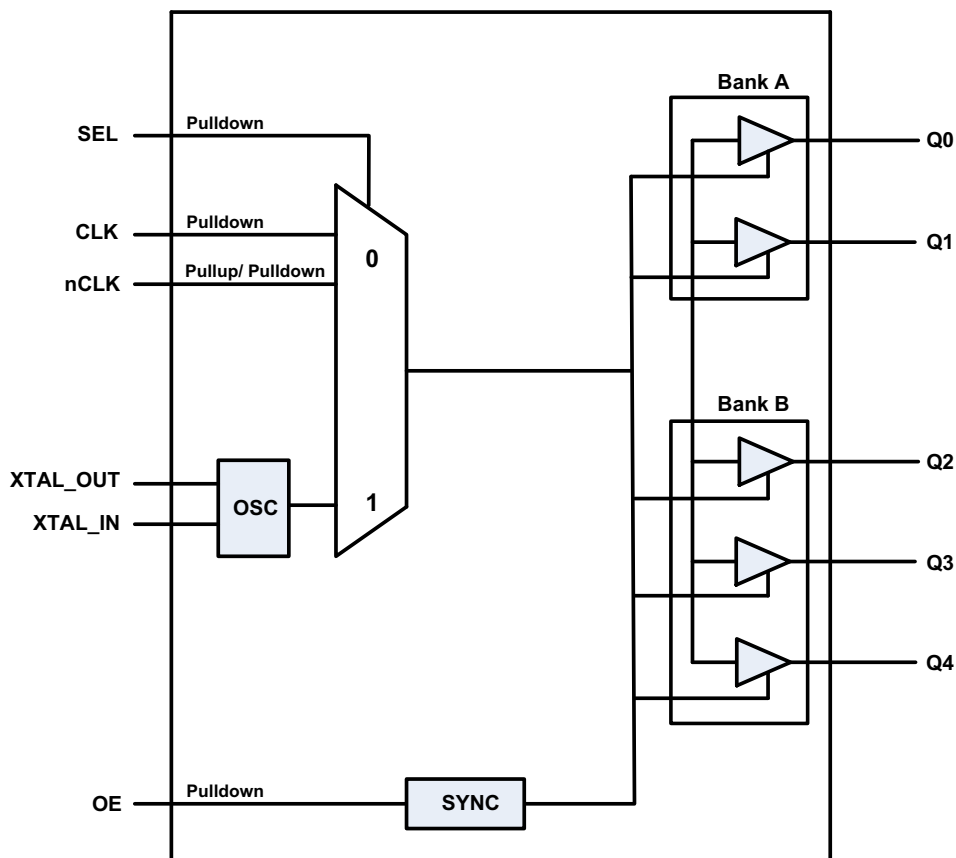 Bank A
SEL
Pulldown
Q0
CLK
Pulldown
Q1
0
nCLK
Pullup/ Pulldown
Bank B
XTAL_OUT
Q2
OSC
1
XTAL_IN
Q3
Q4
OE
Pulldown
SYNC